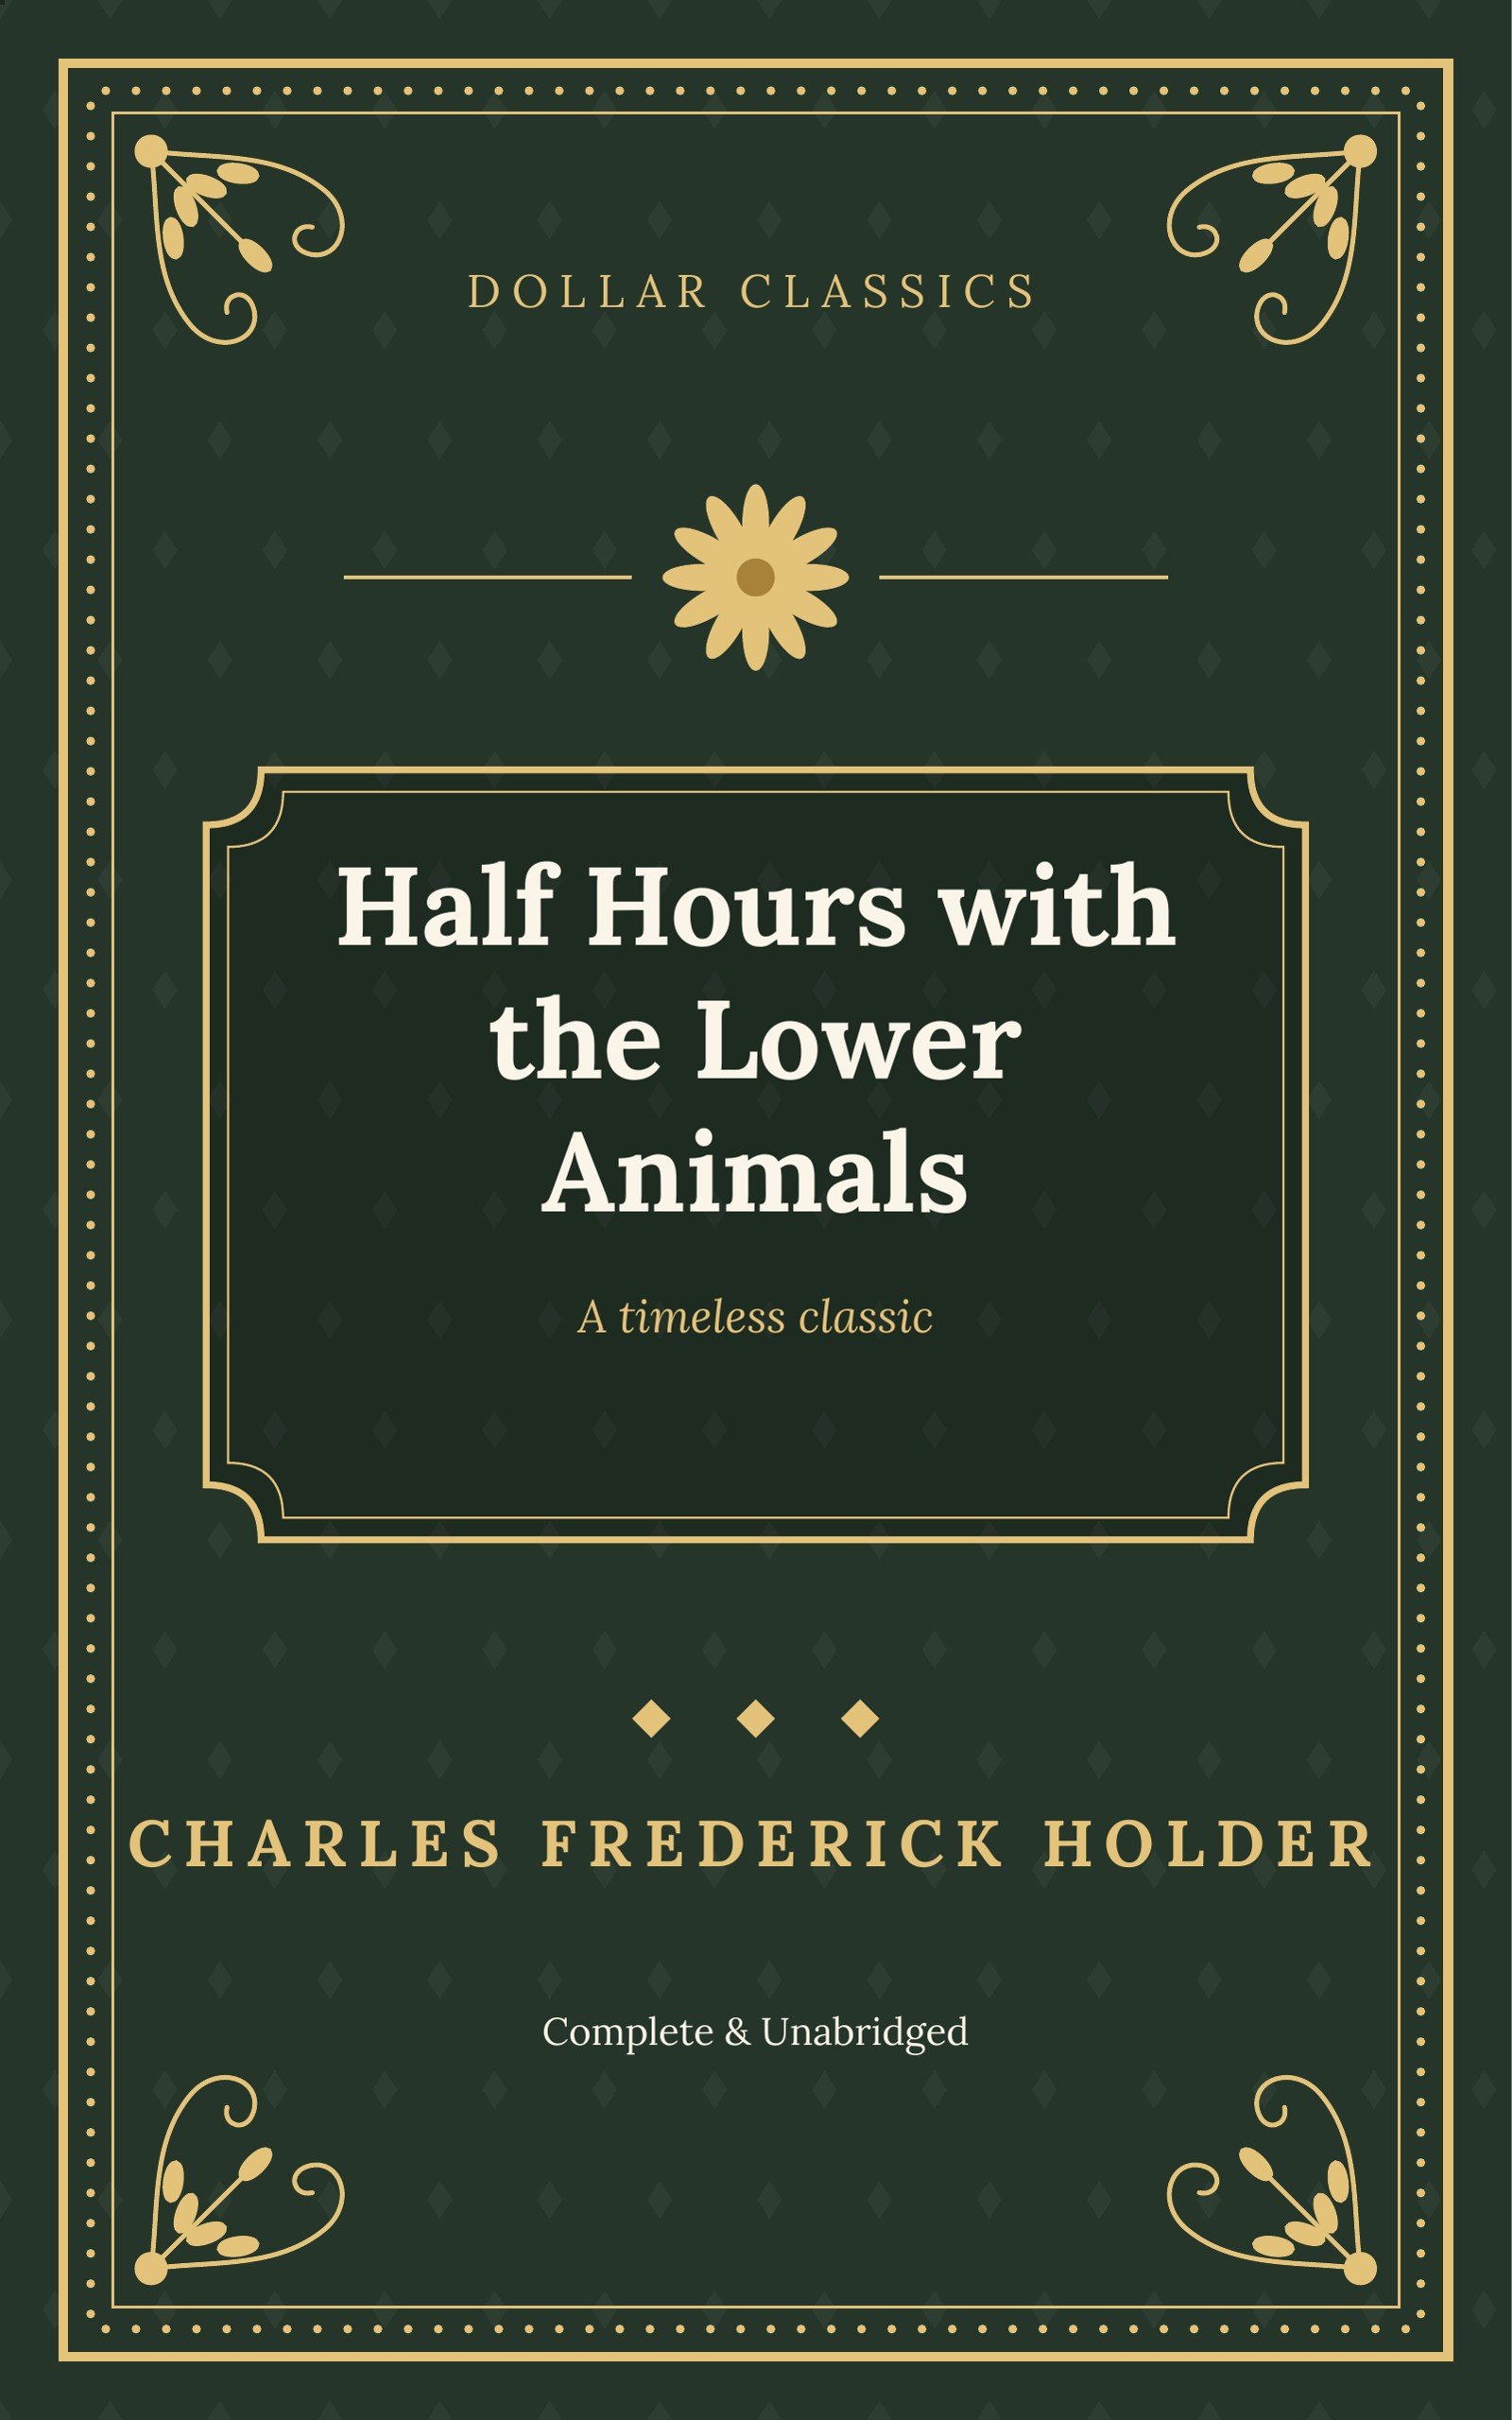 DOLLAR CLASSICS
Half Hours with
the Lower
Animals
A timeless classic
CHARLES FREDERICK HOLDER
Complete & Unabridged